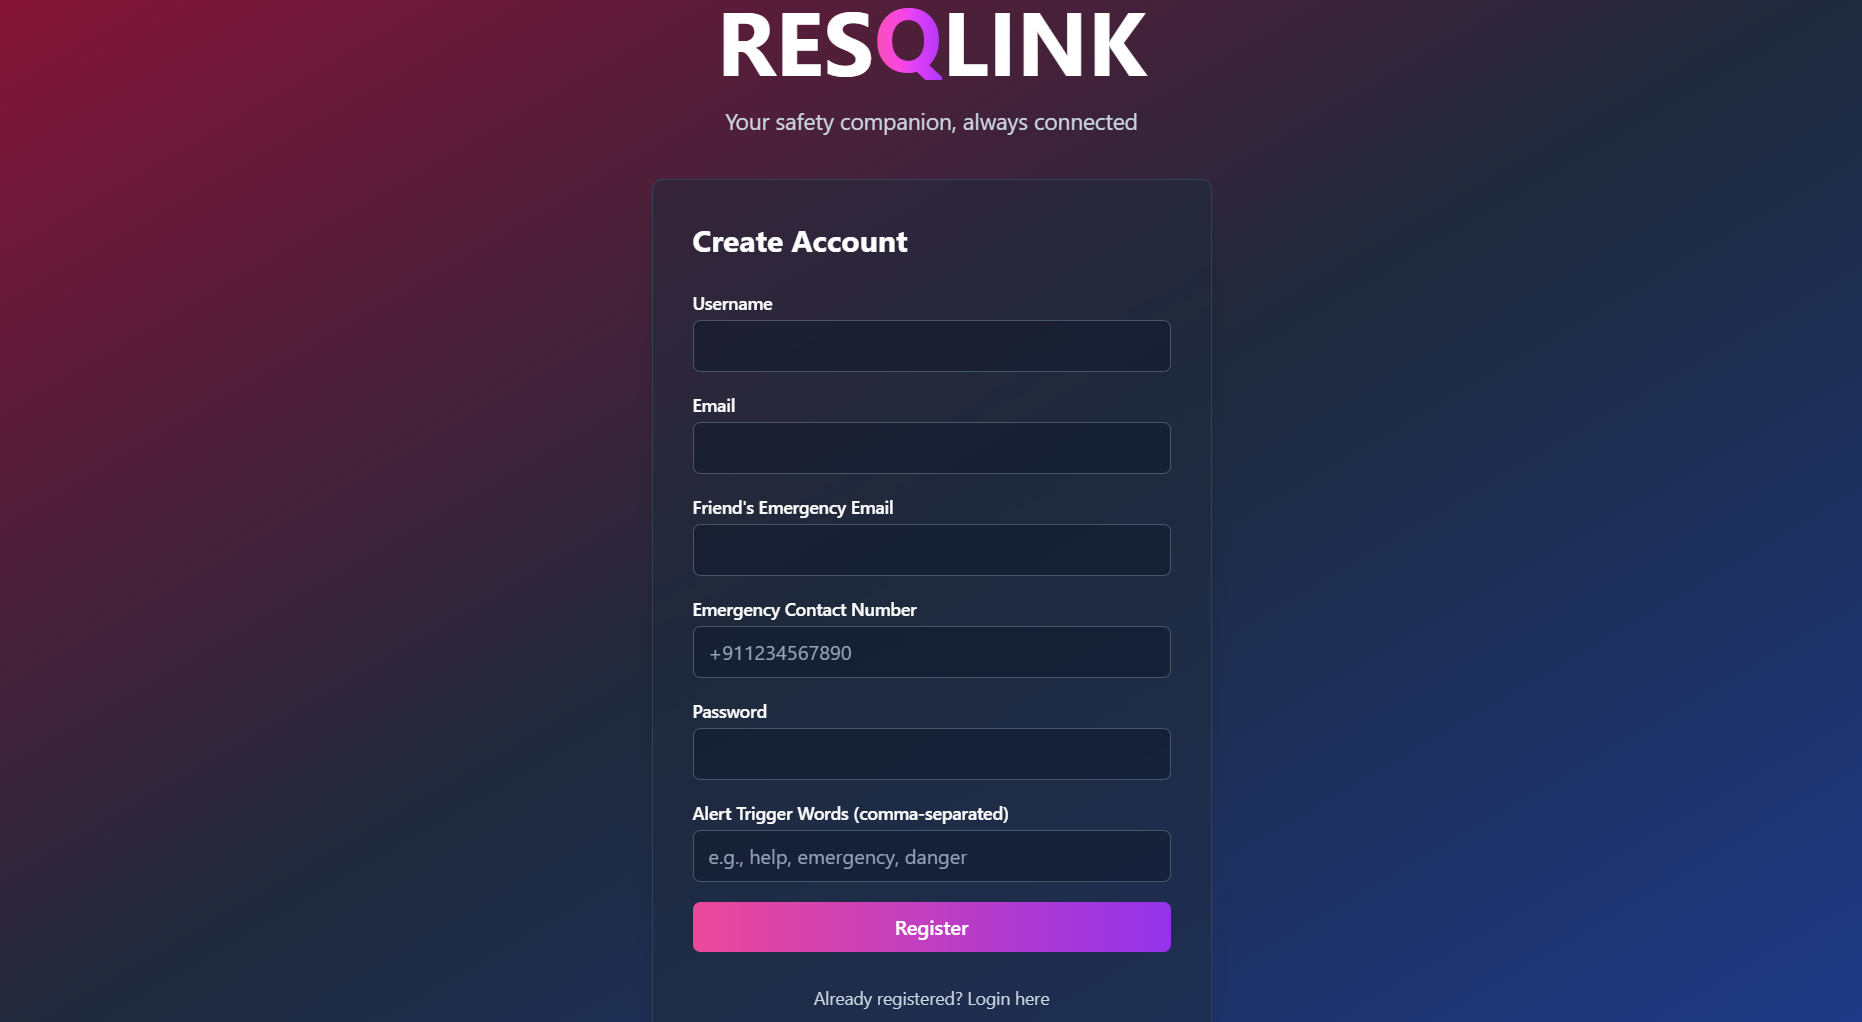 RESQLINK
Your safety companion, always connected
Create Account
Username
Email
Friend's Emergency Email
Emergency Contact Number
+911234567890
Password
Alert Trigger Words (comma-separated)
e.g., help, emergency, danger
Register
Already registered? Login here